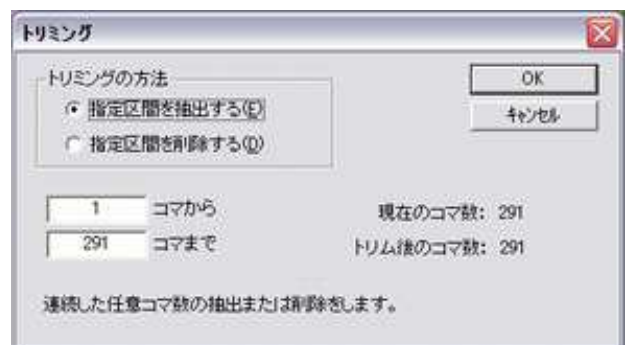 トリミング
トリミングの方法
指定区間を抽出する(E)
指定区間を削除する(D)
OK
キャンセル
1 コマから
291 コマまで
現在のコマ数: 291
トリム後のコマ数: 291
連続した任意コマ数の抽出または削除をします。